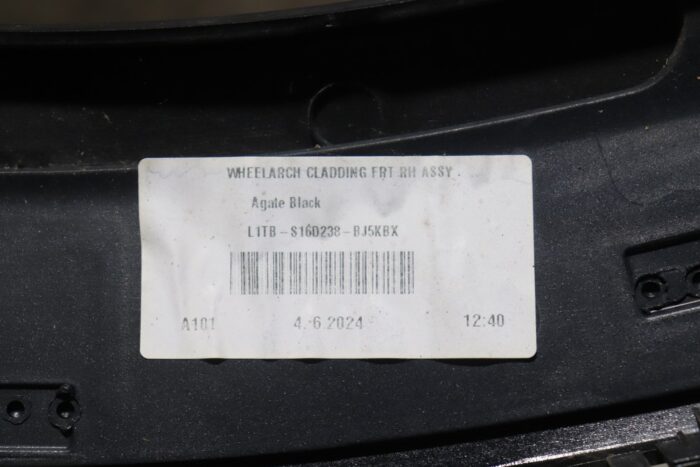 WHEELARCH CLADDING FRT RH ASSY
Agate Black
L1TB-S16D238-BJ5KBX
A101 4. 6.2024 12:40